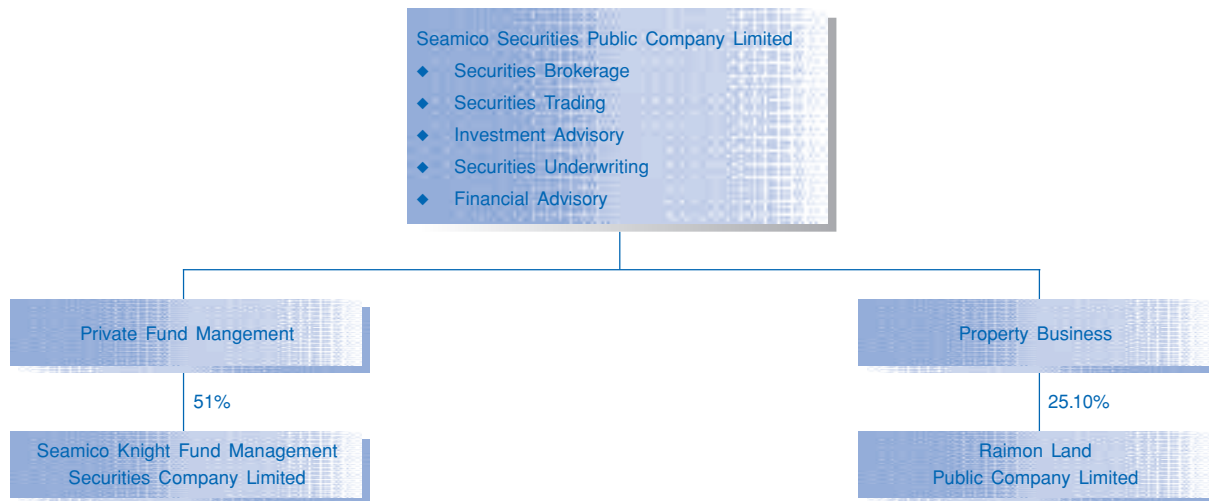 Seamico Securities Public Company Limited
◆ Securities Brokerage
◆ Securities Trading
◆ Investment Advisory
◆ Securities Underwriting
◆ Financial Advisory
Private Fund Mangement
Property Business
51%
25.10%
Seamico Knight Fund Management
Securities Company Limited
Raimon Land
Public Company Limited